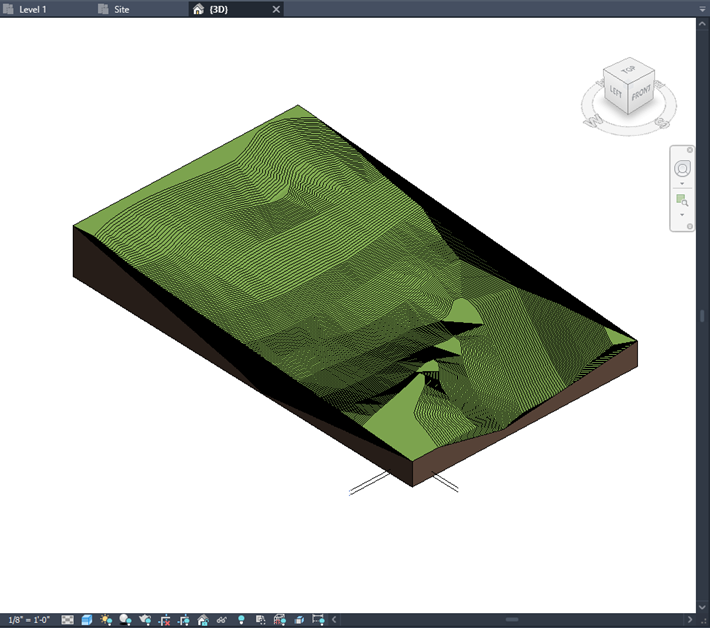 Level 1
Site
{3D}
TOP
LEFT
FRONT
W
S
1/8" = 1'-0"